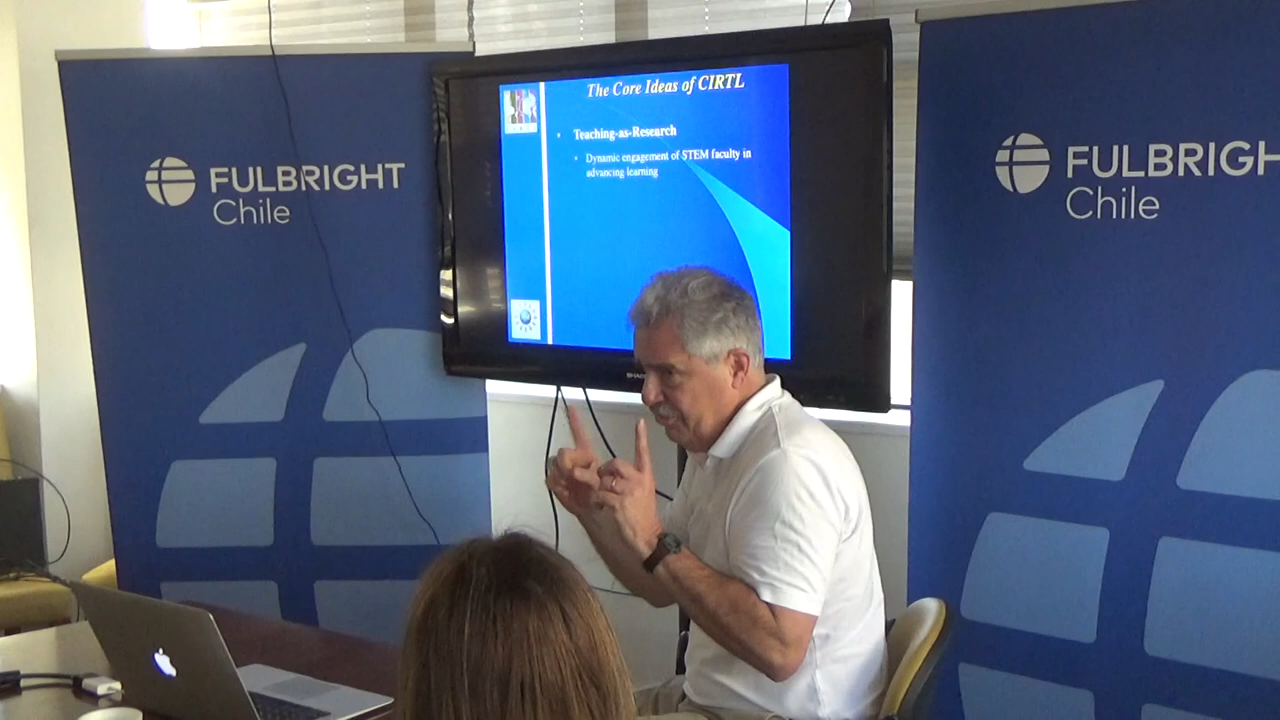 FULBRIGHT
Chile
The Core Ideas of CIRTL
Teaching-as-Research
Dynamic engagement of STEM faculty in
advancing learning
FULBRIGH
Chile